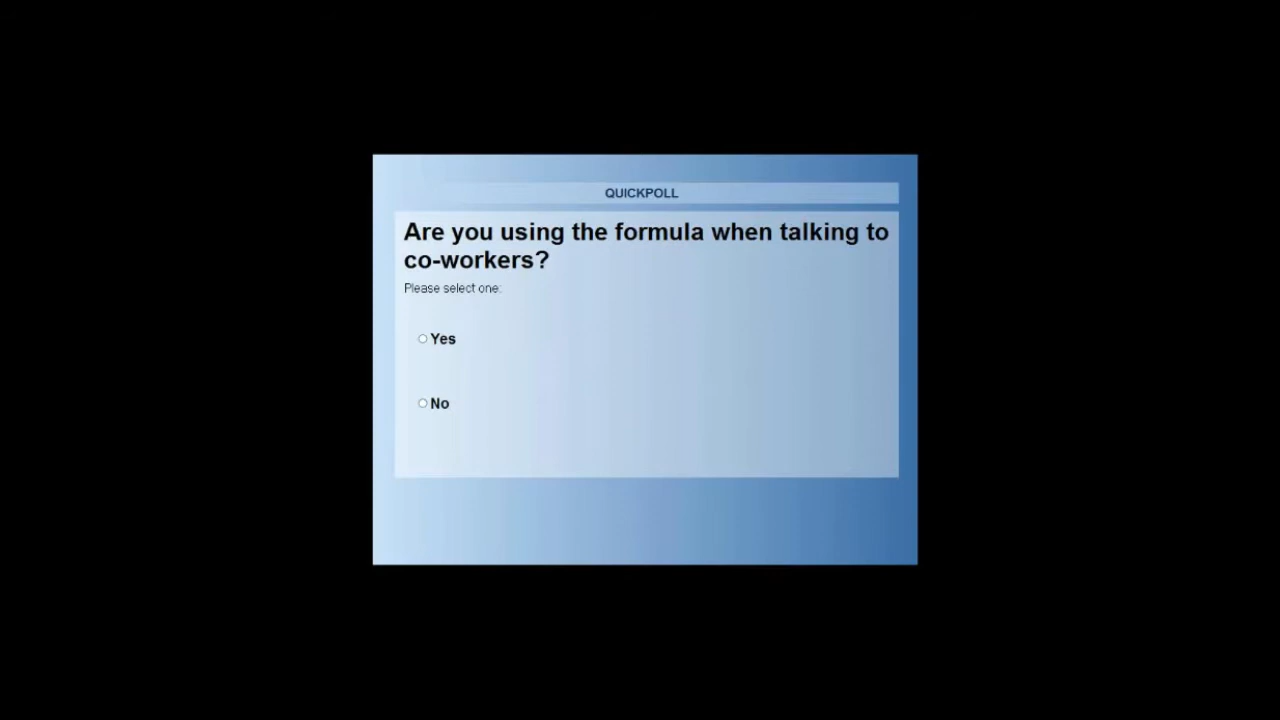 QUICKPOLL
Are you using the formula when talking to
co-workers?
Please select one:
Yes
No